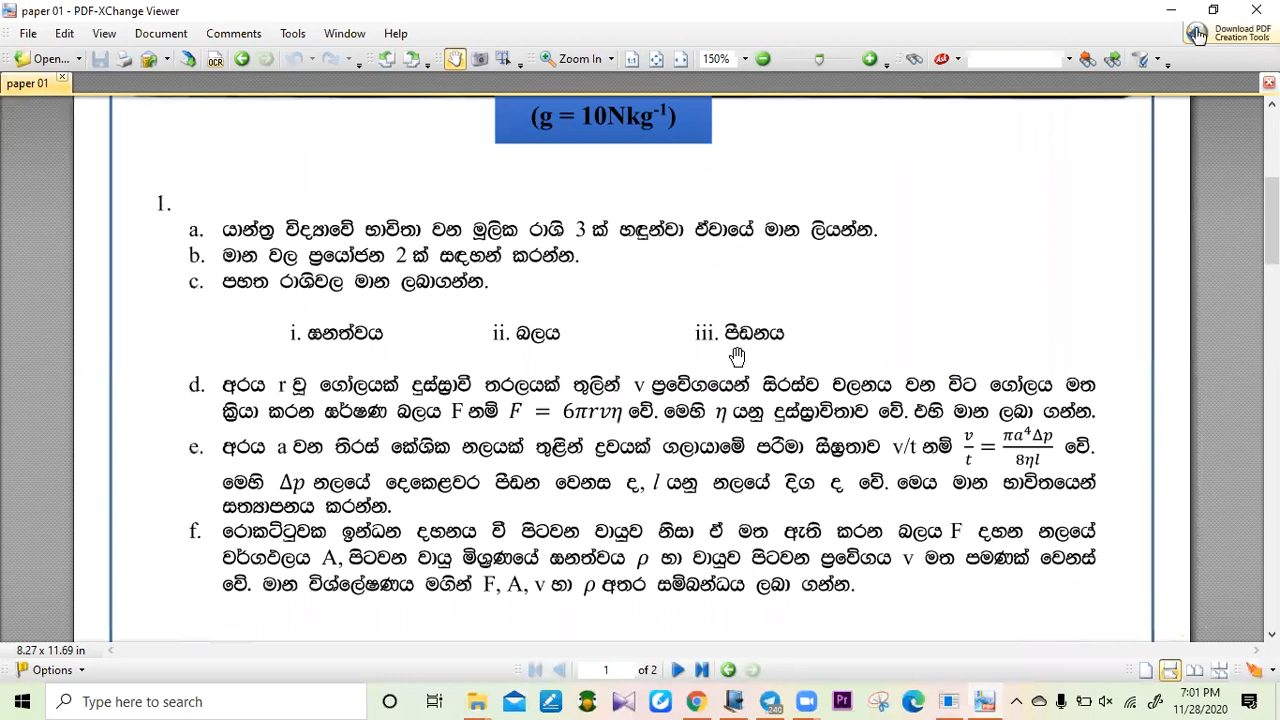 paper 01 - PDF-XChange Viewer
File Edit View Document Comments Tools Window Help
Download PDF
Creation Tools
Open... OCR Zoom In 1:1 150% Ask
paper 01
(g = 10Nkg⁻¹)
1.
a. යාන්ත්‍ර විද්‍යාවේ භාවිතා වන මූලික රාශි 3 ක් හඳුන්වා ඒවායේ මාන ලියන්න.
b. මාන වල ප්‍රයෝජන 2 ක් සඳහන් කරන්න.
c. පහත රාශිවල මාන ලබාගන්න.
i. ඝනත්වය ii. බලය iii. පීඩනය
d. අරය r වූ ගෝලයක් දුස්ස්‍රාවී තරලයක් තුලින් v ප්‍රවේගයෙන් සිරස්ව චලනය වන විට ගෝලය මත
ක්‍රියා කරන ඝර්ෂණ බලය F නම් F = 6πrvη වේ. මෙහි η යනු දුස්ස්‍රාවිතාව වේ. එහි මාන ලබා ගන්න.
e. අරය a වන තිරස් කේශික නලයක් තුළින් ද්‍රවයක් ගලායාමේ පරිමා සීඝ්‍රතාව v/t නම් v/t = πa⁴Δp/8ηl වේ.
මෙහි Δp නලයේ දෙකෙළවර පීඩන වෙනස ද, l යනු නලයේ දිග ද වේ. මෙය මාන භාවිතයෙන්
සත්‍යාපනය කරන්න.
f. රොකට්ටුවක ඉන්ධන දහනය වී පිටවන වායුව නිසා ඒ මත ඇති කරන බලය F දහන නලයේ
වර්ගඵලය A, පිටවන වායු මිශ්‍රණයේ ඝනත්වය ρ හා වායුව පිටවන ප්‍රවේගය v මත පමණක් වෙනස්
වේ. මාන විශ්ලේෂණය මගින් F, A, v හා ρ අතර සම්බන්ධය ලබා ගන්න.
8.27 x 11.69 in
Options 1 of 2
Type here to search
240
Pr
7:01 PM
11/28/2020